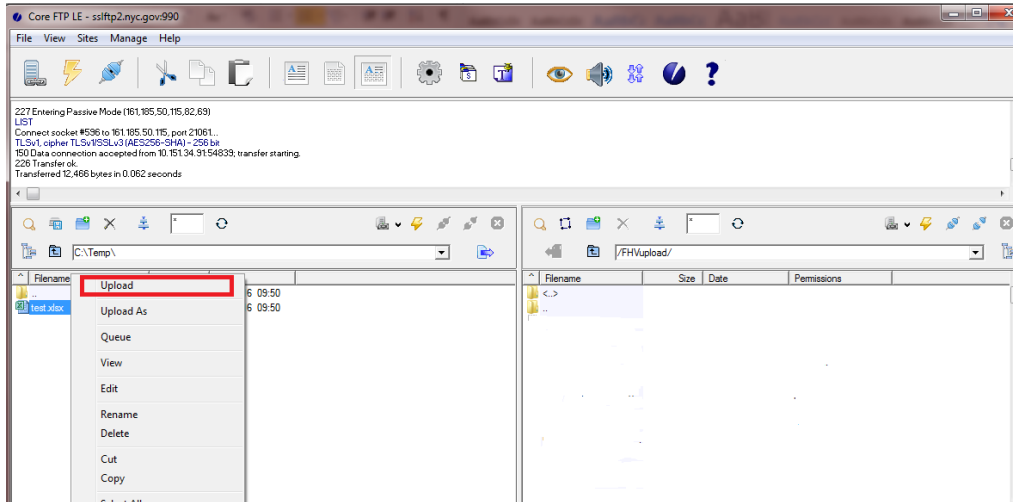 Core FTP LE - sslftp2.nyc.gov:990
File View Sites Manage Help
227 Entering Passive Mode (161,185,50,115,82,69)
LIST
Connect socket #596 to 161.185.50.115, port 21061...
TLSv1, cipher TLSv1/SSLv3 (AES256-SHA) - 256 bit
150 Data connection accepted from 10.151.34.91:54839; transfer starting.
226 Transfer ok.
Transferred 12,466 bytes in 0.062 seconds
C:\Temp\
/FHVupload/
Filename
Filename Size Date Permissions
.. 6 09:50
<..>
test.xlsx 6 09:50
..
Upload
Upload As
Queue
View
Edit
Rename
Delete
Cut
Copy